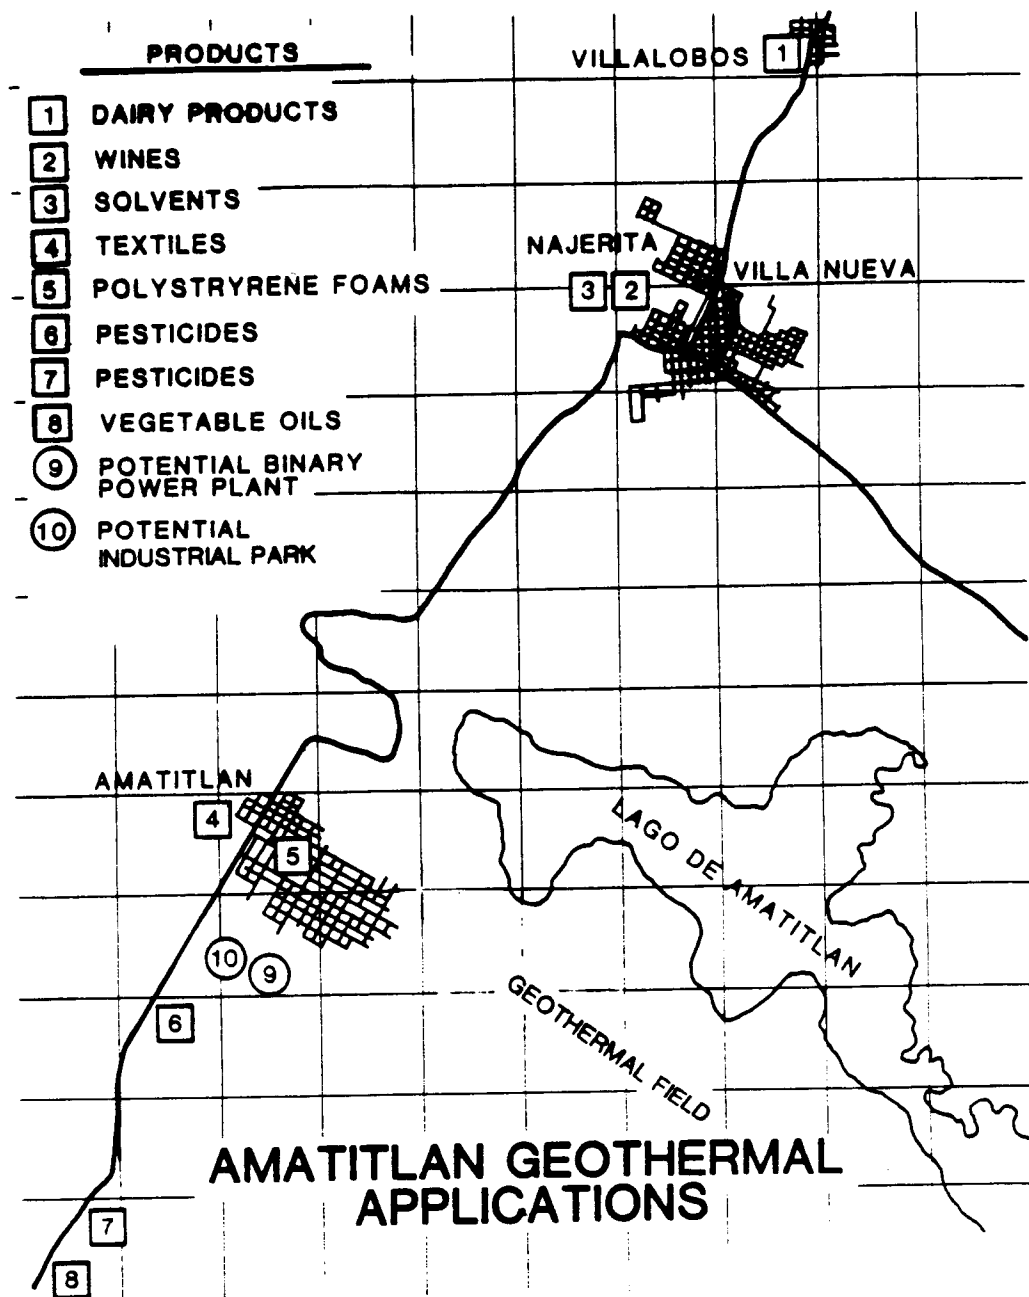 PRODUCTS
1 DAIRY PRODUCTS
2 WINES
3 SOLVENTS
4 TEXTILES
5 POLYSTRYRENE FOAMS
6 PESTICIDES
7 PESTICIDES
8 VEGETABLE OILS
9 POTENTIAL BINARY
POWER PLANT
10 POTENTIAL
INDUSTRIAL PARK
VILLALOBOS 1
NAJERITA
VILLA NUEVA
3 2
AMATITLAN
4
5
10
9
6
7
8
LAGO DE AMATITLAN
GEOTHERMAL FIELD
AMATITLAN GEOTHERMAL
APPLICATIONS